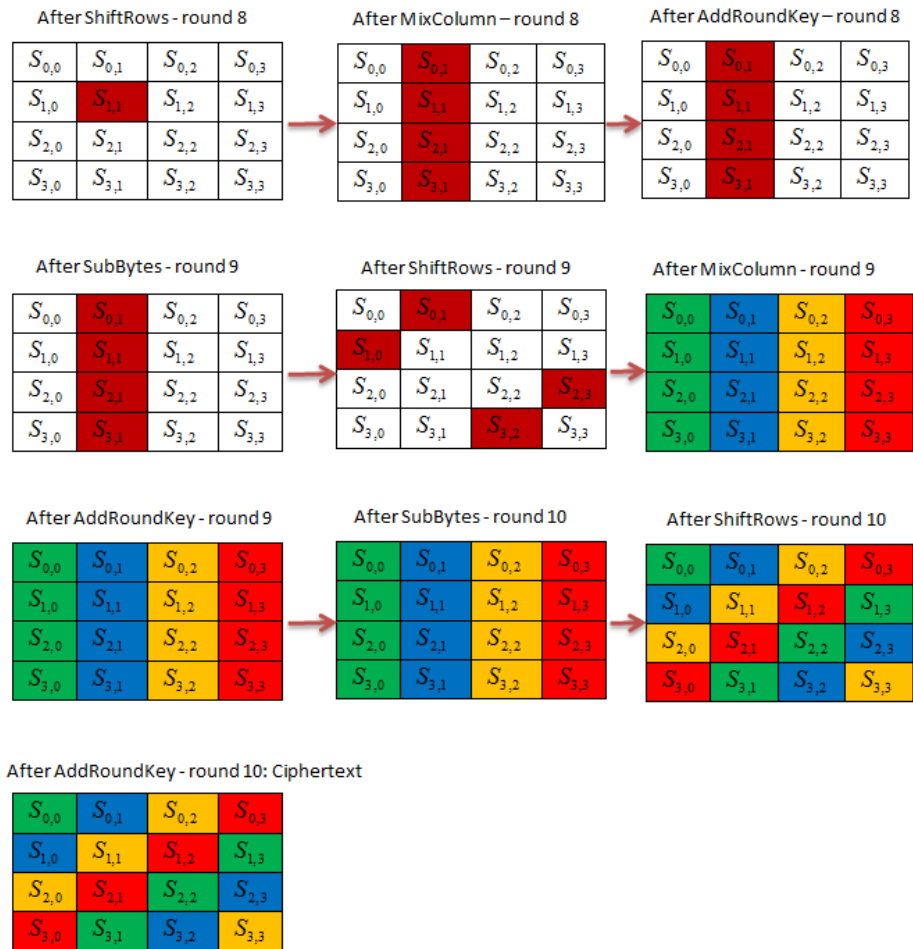 After ShiftRows - round 8
After MixColumn – round 8
After AddRoundKey – round 8
S0,0 S0,1 S0,2 S0,3
S1,0 S1,1 S1,2 S1,3
S2,0 S2,1 S2,2 S2,3
S3,0 S3,1 S3,2 S3,3
S0,0 S0,1 S0,2 S0,3
S1,0 S1,1 S1,2 S1,3
S2,0 S2,1 S2,2 S2,3
S3,0 S3,1 S3,2 S3,3
S0,0 S0,1 S0,2 S0,3
S1,0 S1,1 S1,2 S1,3
S2,0 S2,1 S2,2 S2,3
S3,0 S3,1 S3,2 S3,3
After SubBytes - round 9
After ShiftRows - round 9
After MixColumn - round 9
S0,0 S0,1 S0,2 S0,3
S1,0 S1,1 S1,2 S1,3
S2,0 S2,1 S2,2 S2,3
S3,0 S3,1 S3,2 S3,3
S0,0 S0,1 S0,2 S0,3
S1,0 S1,1 S1,2 S1,3
S2,0 S2,1 S2,2 S2,3
S3,0 S3,1 S3,2 S3,3
S0,0 S0,1 S0,2 S0,3
S1,0 S1,1 S1,2 S1,3
S2,0 S2,1 S2,2 S2,3
S3,0 S3,1 S3,2 S3,3
After AddRoundKey - round 9
After SubBytes - round 10
After ShiftRows - round 10
S0,0 S0,1 S0,2 S0,3
S1,0 S1,1 S1,2 S1,3
S2,0 S2,1 S2,2 S2,3
S3,0 S3,1 S3,2 S3,3
S0,0 S0,1 S0,2 S0,3
S1,0 S1,1 S1,2 S1,3
S2,0 S2,1 S2,2 S2,3
S3,0 S3,1 S3,2 S3,3
S0,0 S0,1 S0,2 S0,3
S1,0 S1,1 S1,2 S1,3
S2,0 S2,1 S2,2 S2,3
S3,0 S3,1 S3,2 S3,3
After AddRoundKey - round 10: Ciphertext
S0,0 S0,1 S0,2 S0,3
S1,0 S1,1 S1,2 S1,3
S2,0 S2,1 S2,2 S2,3
S3,0 S3,1 S3,2 S3,3